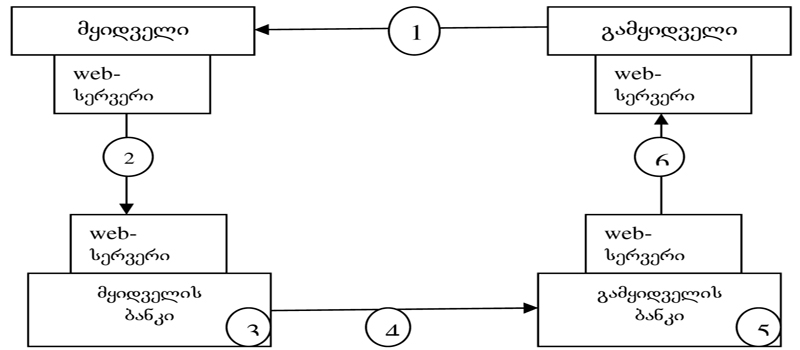 მყიდველი
1
გამყიდველი
web-
სერვერი
web-
სერვერი
2
6
web-
სერვერი
web-
სერვერი
მყიდველის
ბანკი
3
4
გამყიდველის
ბანკი
5